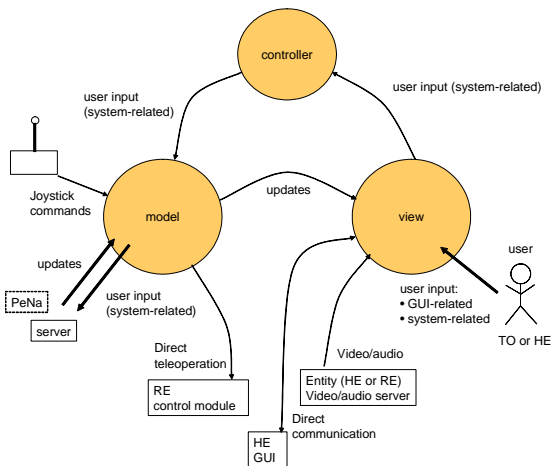 controller
user input
(system-related)
user input (system-related)
Joystick
commands
model
updates
view
user
updates
PeNa
server
user input
(system-related)
user input:
• GUI-related
• system-related
TO or HE
Direct
teleoperation
Video/audio
RE
control module
Entity (HE or RE)
Video/audio server
Direct
communication
HE
GUI